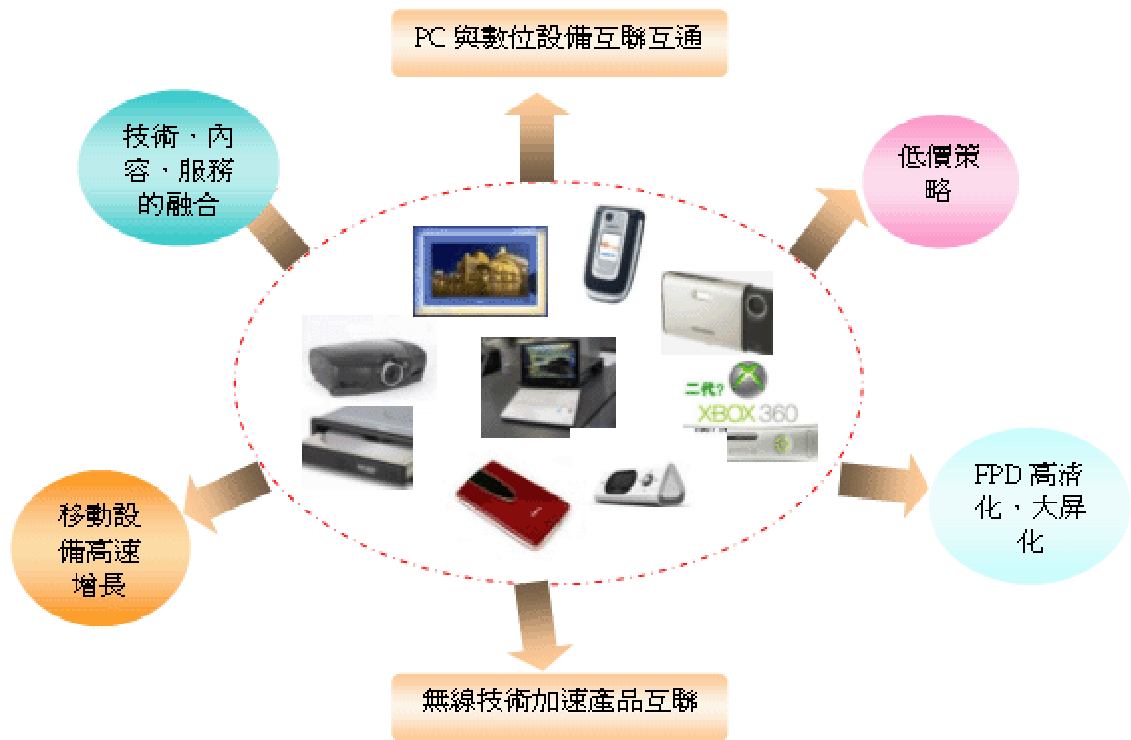 PC 與數位設備互聯互通
技術，內
容，服務
的融合
低價策
略
二代?
XBOX 360
FPD 高清
化，大屏
化
移動設
備高速
增長
無線技術加速產品互聯